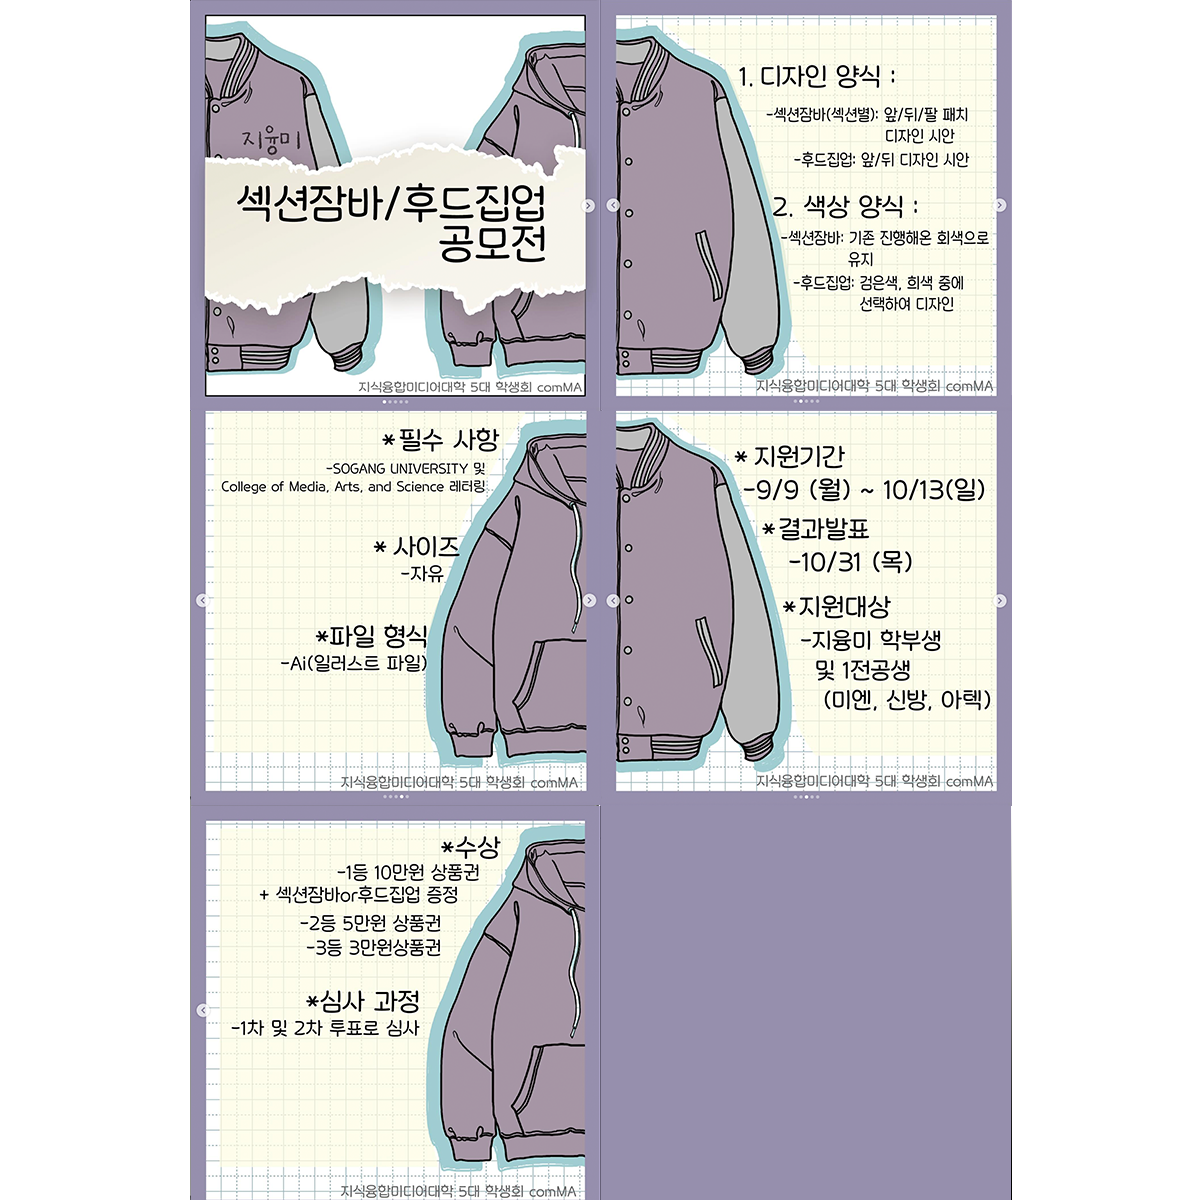 지융미
섹션잠바/후드집업
공모전
지식융합미디어대학 5대 학생회 comMA
1. 디자인 양식 :
-섹션잠바(섹션별): 앞/뒤/팔 패치
디자인 시안
-후드집업: 앞/뒤 디자인 시안
2. 색상 양식 :
-섹션잠바: 기존 진행해온 회색으로
유지
-후드집업: 검은색, 회색 중에
선택하여 디자인
지식융합미디어대학 5대 학생회 comMA
*필수 사항
-SOGANG UNIVERSITY 및
College of Media, Arts, and Science 레터링
* 사이즈
-자유
*파일 형식
-Ai(일러스트 파일)
지식융합미디어대학 5대 학생회 comMA
* 지원기간
-9/9 (월) ~ 10/13(일)
*결과발표
-10/31 (목)
*지원대상
-지융미 학부생
및 1전공생
(미엔, 신방, 아텍)
지식융합미디어대학 5대 학생회 comMA
*수상
-1등 10만원 상품권
+ 섹션잠바or후드집업 증정
-2등 5만원 상품권
-3등 3만원상품권
*심사 과정
-1차 및 2차 투표로 심사
지식융합미디어대학 5대 학생회 comMA